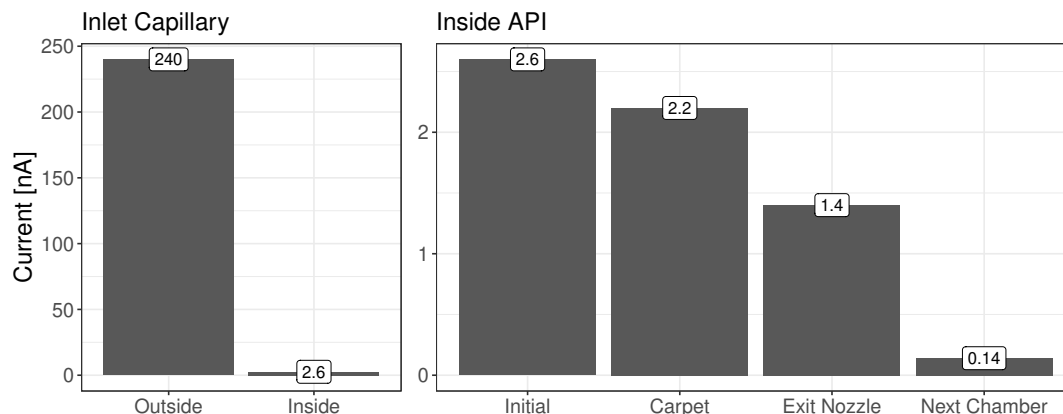 Inlet Capillary
Inside API
Current [nA]
250
200
150
100
50
0
240
2.6
Outside
Inside
2
1
0
2.6
2.2
1.4
0.14
Initial
Carpet
Exit Nozzle
Next Chamber